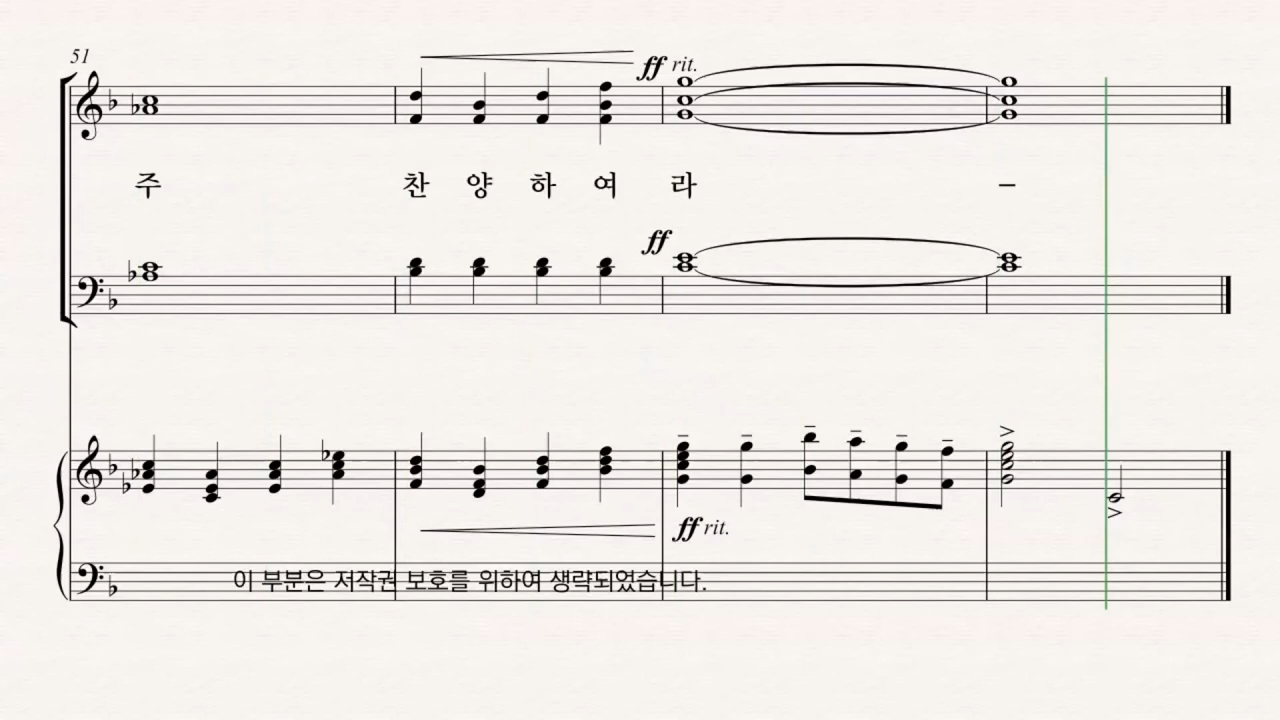 51
ff rit.
주 찬 양 하 여 라 –
ff
ff rit.
이 부분은 저작권 보호를 위하여 생략되었습니다.